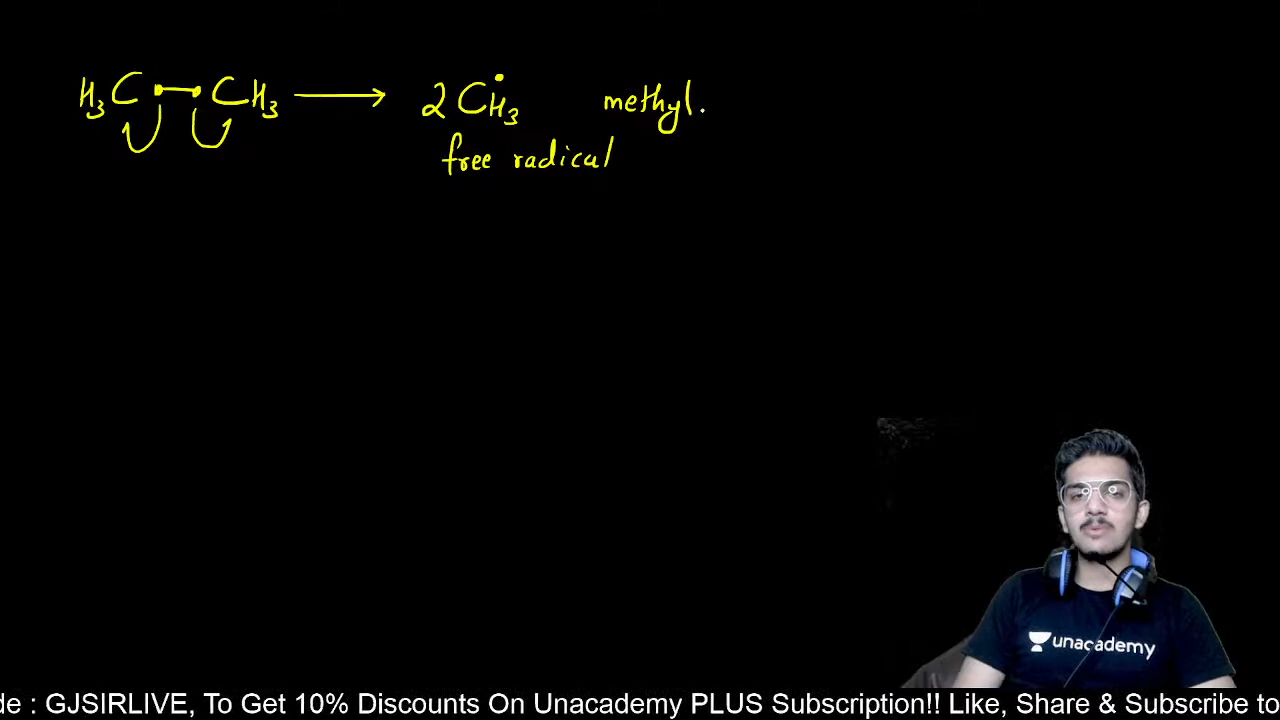 H₃C — CH₃ ⟶ 2 ĊH₃ methyl.
free radical
unacademy
de : GJSIRLIVE, To Get 10% Discounts On Unacademy PLUS Subscription!! Like, Share & Subscribe to